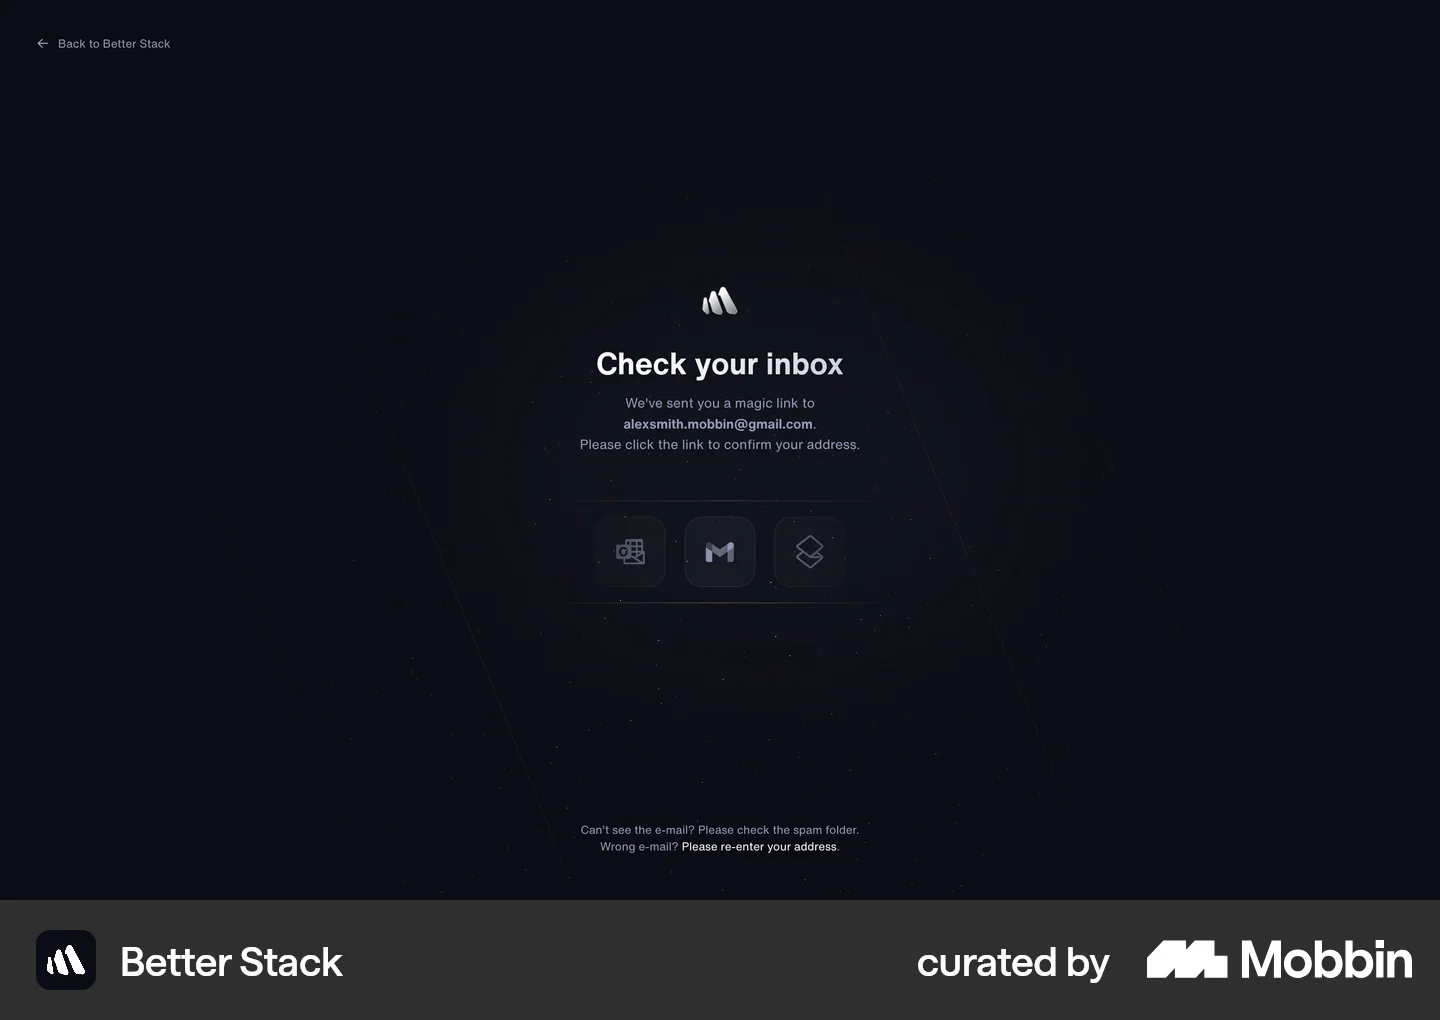 Back to Better Stack
Check your inbox
We've sent you a magic link to
alexsmith.mobbin@gmail.com.
Please click the link to confirm your address.
Can't see the e-mail? Please check the spam folder.
Wrong e-mail? Please re-enter your address.
Better Stack
curated by
Mobbin